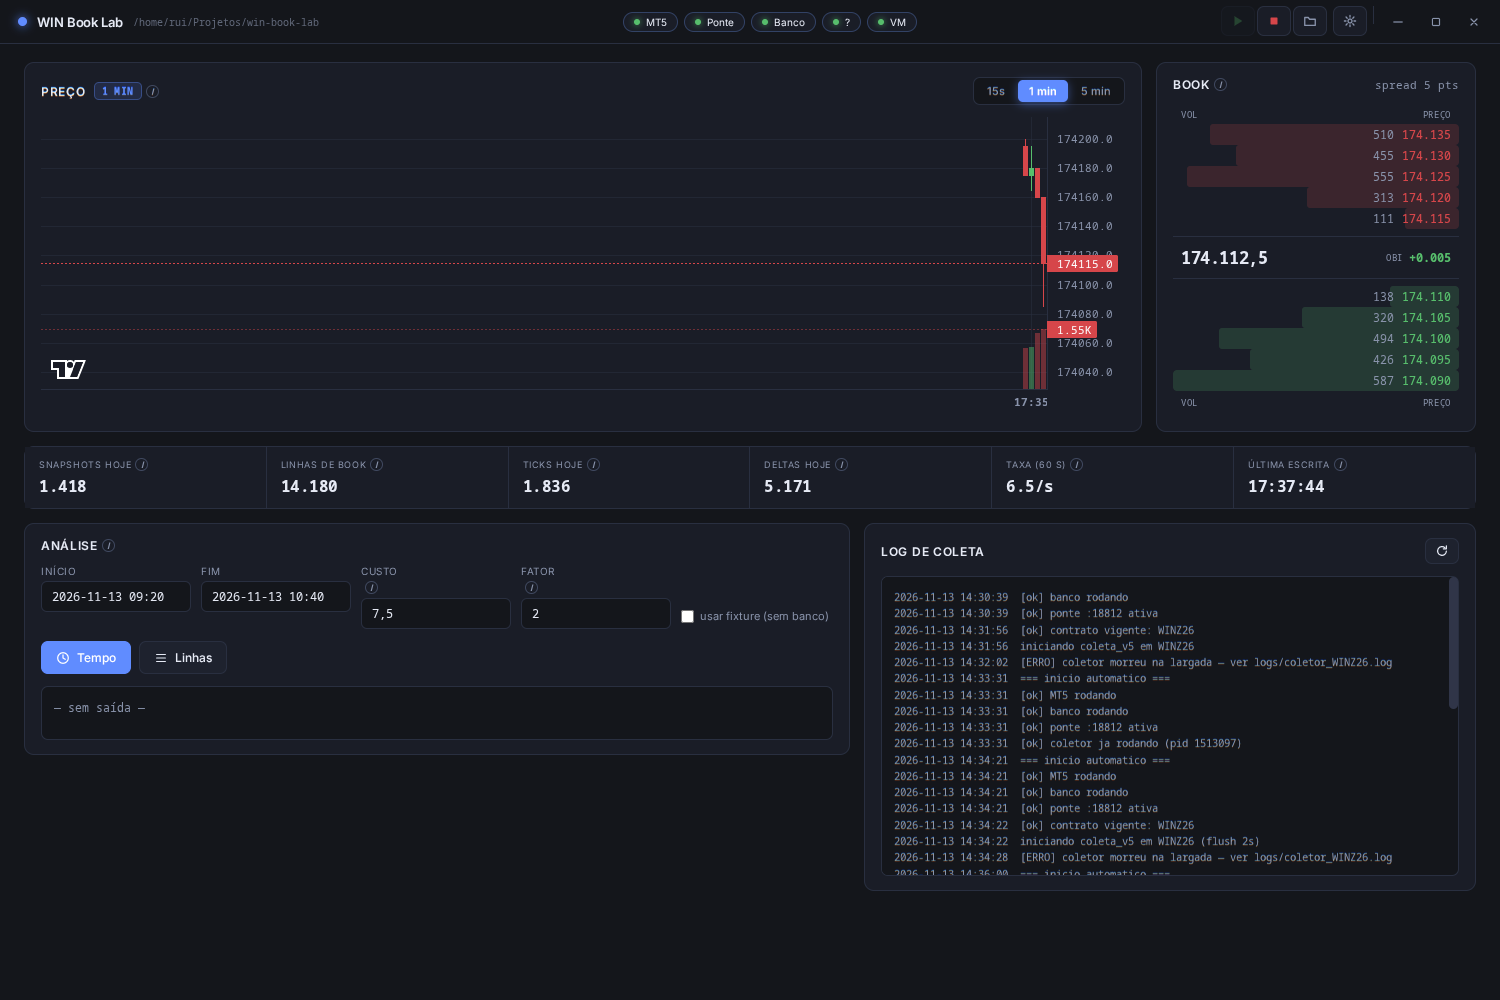 WIN Book Lab /home/rui/Projetos/win-book-lab
MT5 Ponte Banco ? VM
PREÇO 1 MIN i
15s 1 min 5 min
174200.0
174180.0
174160.0
174140.0
174120.0
174115.0
174100.0
174080.0
1.55K
174060.0
174040.0
17:35
BOOK i spread 5 pts
VOL PREÇO
510 174.135
455 174.130
555 174.125
313 174.120
111 174.115
174.112,5 OBI +0.005
138 174.110
320 174.105
494 174.100
426 174.095
587 174.090
VOL PREÇO
SNAPSHOTS HOJE i
1.418
LINHAS DE BOOK i
14.180
TICKS HOJE i
1.836
DELTAS HOJE i
5.171
TAXA (60 S) i
6.5/s
ÚLTIMA ESCRITA i
17:37:44
ANÁLISE i
INÍCIO FIM CUSTO FATOR
i i
2026-11-13 09:20 2026-11-13 10:40 7,5 2 usar fixture (sem banco)
Tempo Linhas
— sem saída —
LOG DE COLETA
2026-11-13 14:30:39 [ok] banco rodando
2026-11-13 14:30:39 [ok] ponte :18812 ativa
2026-11-13 14:31:56 [ok] contrato vigente: WINZ26
2026-11-13 14:31:56 iniciando coleta_v5 em WINZ26
2026-11-13 14:32:02 [ERRO] coletor morreu na largada — ver logs/coletor_WINZ26.log
2026-11-13 14:33:31 === inicio automatico ===
2026-11-13 14:33:31 [ok] MT5 rodando
2026-11-13 14:33:31 [ok] banco rodando
2026-11-13 14:33:31 [ok] ponte :18812 ativa
2026-11-13 14:33:31 [ok] coletor ja rodando (pid 1513097)
2026-11-13 14:34:21 === inicio automatico ===
2026-11-13 14:34:21 [ok] MT5 rodando
2026-11-13 14:34:21 [ok] banco rodando
2026-11-13 14:34:21 [ok] ponte :18812 ativa
2026-11-13 14:34:22 [ok] contrato vigente: WINZ26
2026-11-13 14:34:22 iniciando coleta_v5 em WINZ26 (flush 2s)
2026-11-13 14:34:28 [ERRO] coletor morreu na largada — ver logs/coletor_WINZ26.log
2026-11-13 14:36:00 === inicio automatico ===